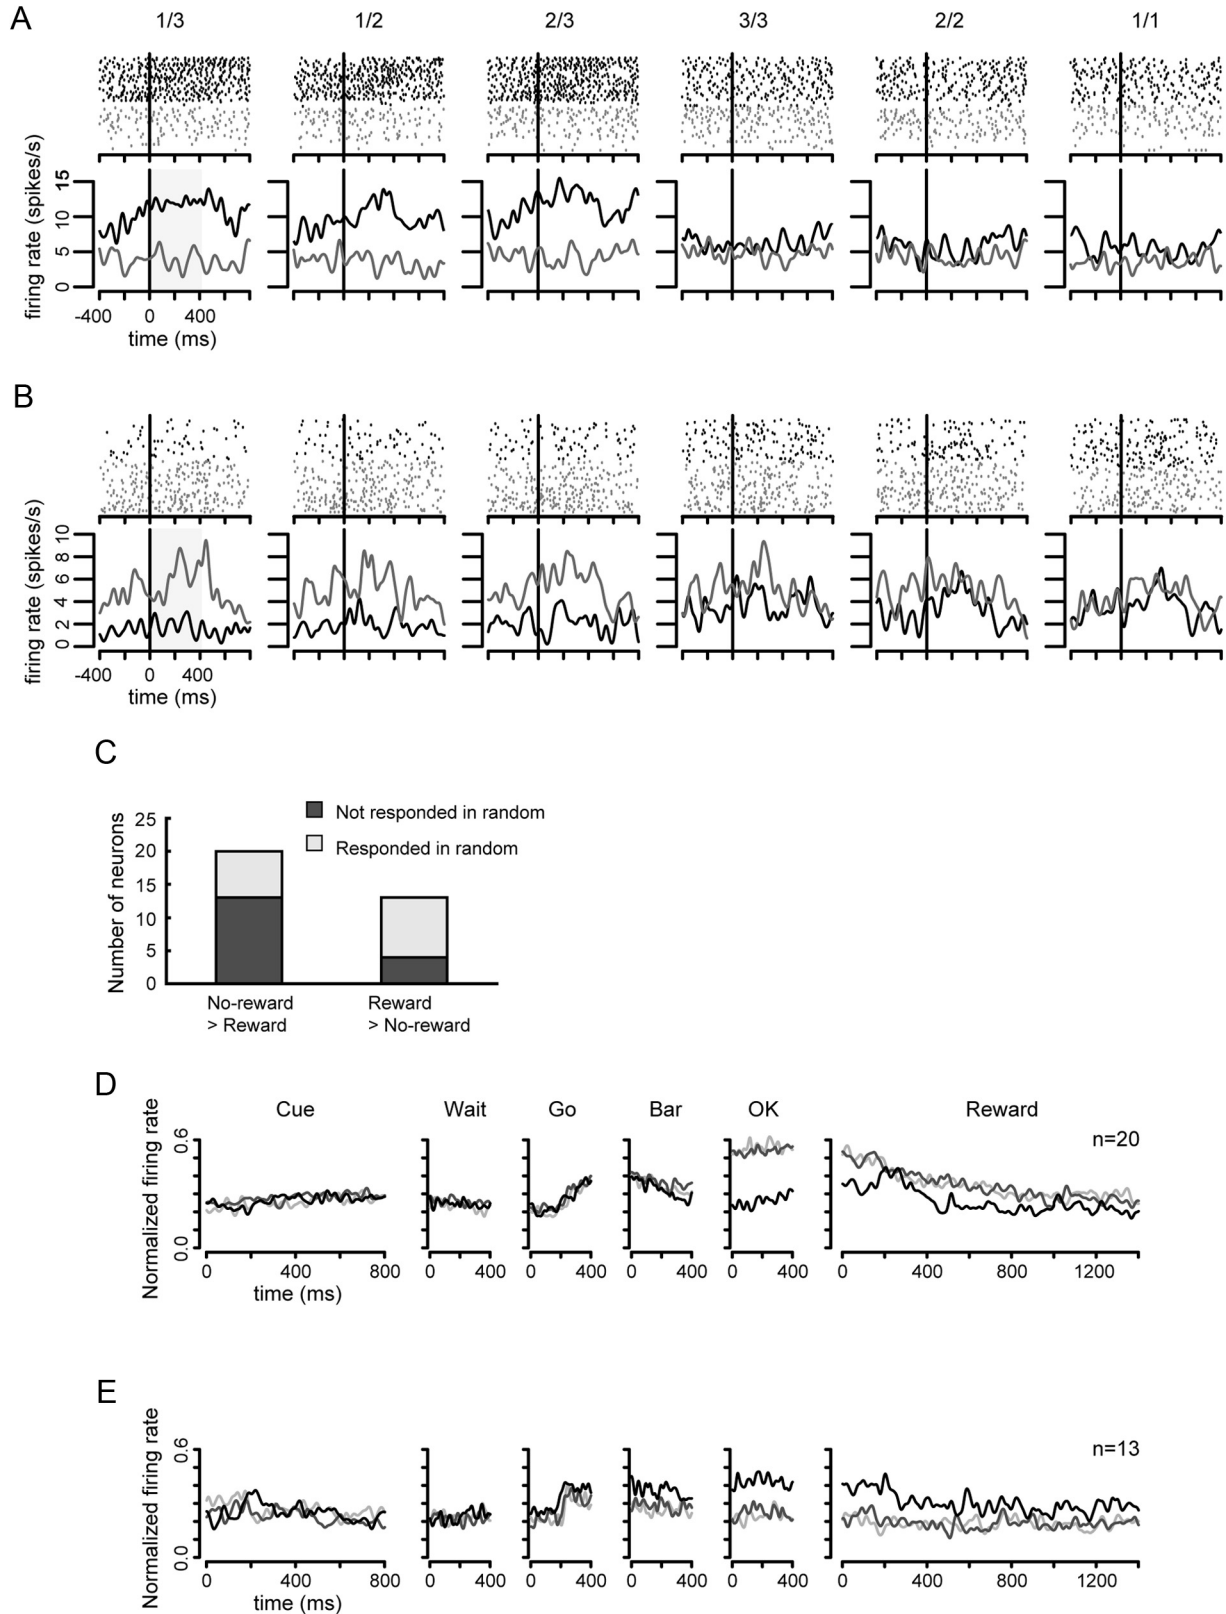 A
1/3 1/2 2/3 3/3 2/2 1/1
firing rate (spikes/s)
15
10
5
0
-400 0 400
time (ms)
B
firing rate (spikes/s)
10
8
6
4
2
0
-400 0 400
time (ms)
C
Number of neurons
25
20
15
10
5
0
Not responded in random
Responded in random
No-reward
> Reward
Reward
> No-reward
D
Cue Wait Go Bar OK Reward
n=20
Normalized firing rate
0.6
0.0
0 400 800 0 400 0 400 0 400 0 400 0 400 800 1200
time (ms)
E
n=13
Normalized firing rate
0.6
0.0
0 400 800 0 400 0 400 0 400 0 400 0 400 800 1200
time (ms)